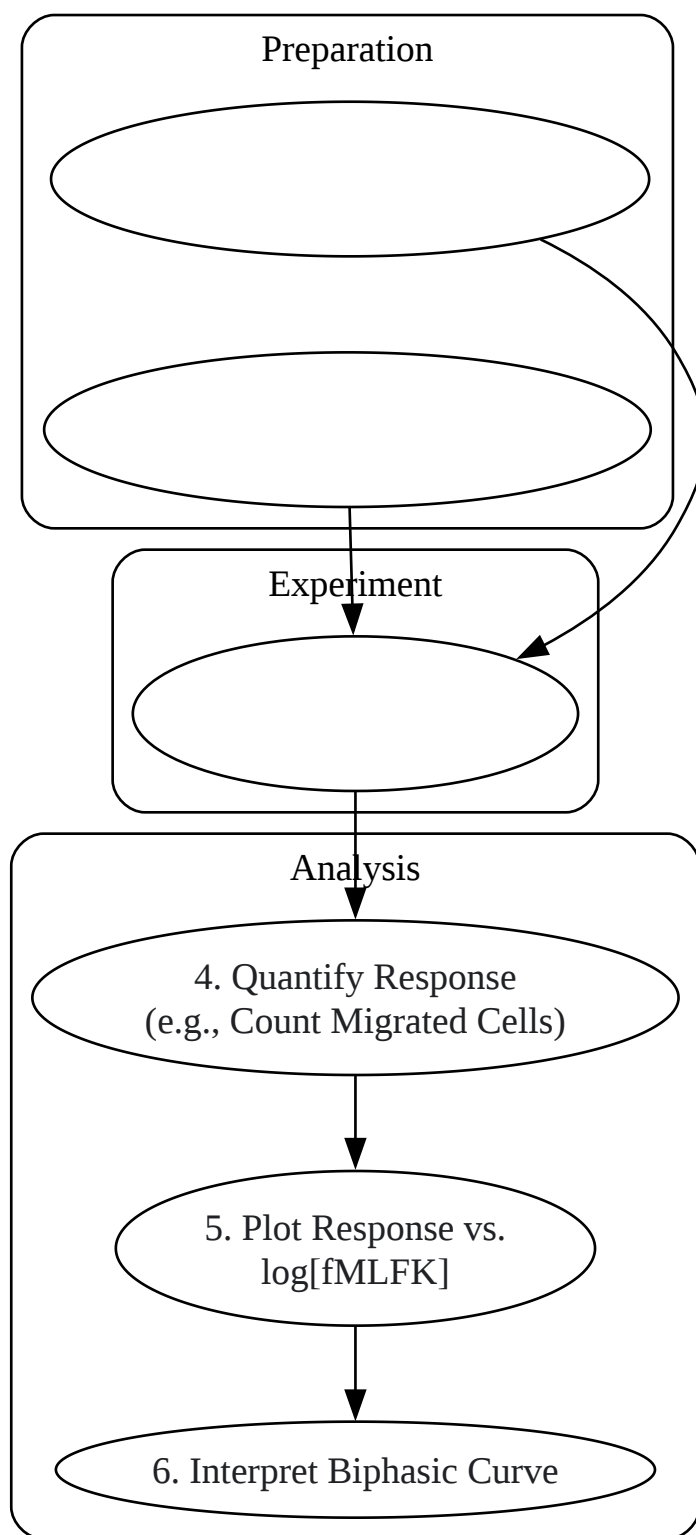 Preparation
Experiment
Analysis
4. Quantify Response
(e.g., Count Migrated Cells)
5. Plot Response vs.
log[fMLFK]
6. Interpret Biphasic Curve